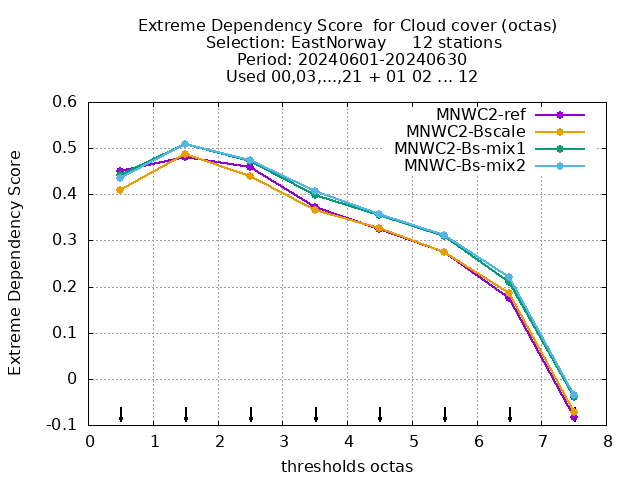 Extreme Dependency Score  for Cloud cover (octas)
Selection: EastNorway     12 stations
Period: 20240601-20240630
Used 00,03,...,21 + 01 02 ... 12
MNWC2-ref
MNWC2-Bscale
MNWC2-Bs-mix1
MNWC-Bs-mix2
Extreme Dependency Score
0.6
0.5
0.4
0.3
0.2
0.1
0
-0.1
0 1 2 3 4 5 6 7 8
thresholds octas